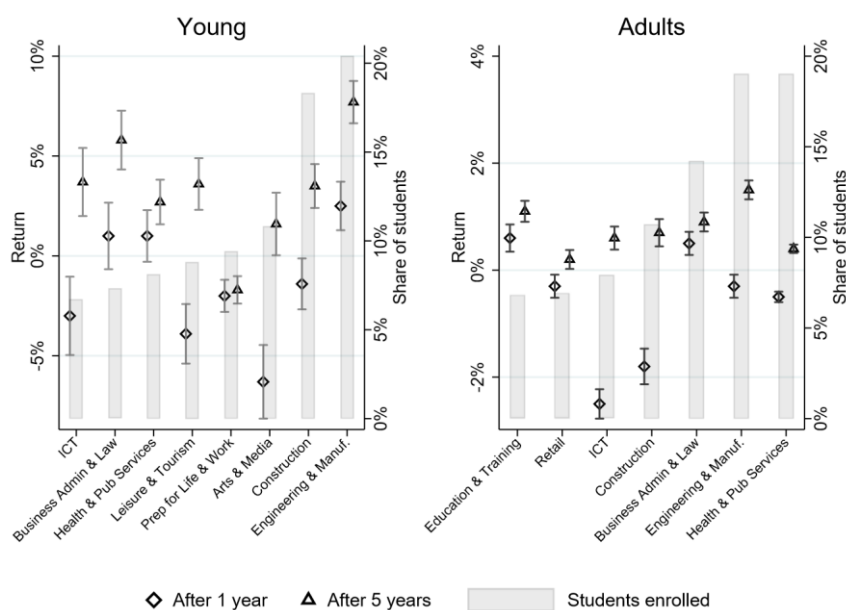 Young
Return
10%
5%
0%
-5%
Share of students
20%
15%
10%
5%
0%
ICT
Business Admin & Law
Health & Pub Services
Leisure & Tourism
Prep for Life & Work
Arts & Media
Construction
Engineering & Manuf.
Adults
Return
4%
2%
0%
-2%
Share of students
20%
15%
10%
5%
0%
Education & Training
Retail
ICT
Construction
Business Admin & Law
Engineering & Manuf.
Health & Pub Services
After 1 year
After 5 years
Students enrolled